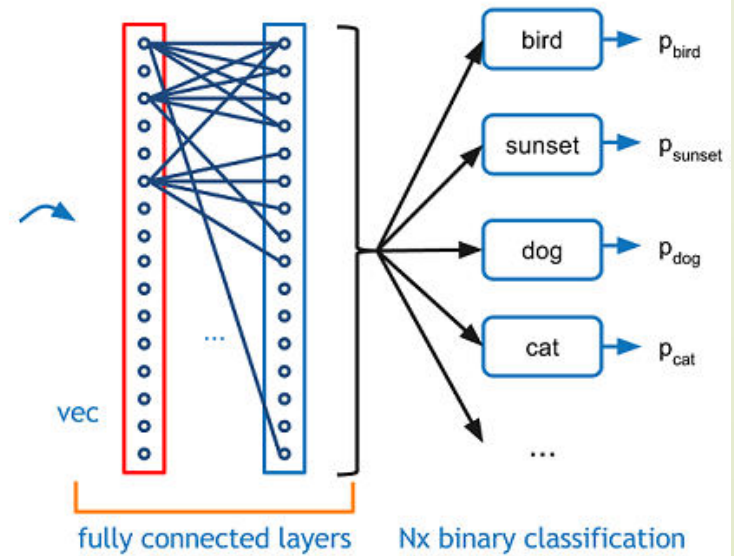 bird
p_bird
sunset
p_sunset
dog
p_dog
cat
p_cat
...
...
vec
fully connected layers
Nx binary classification